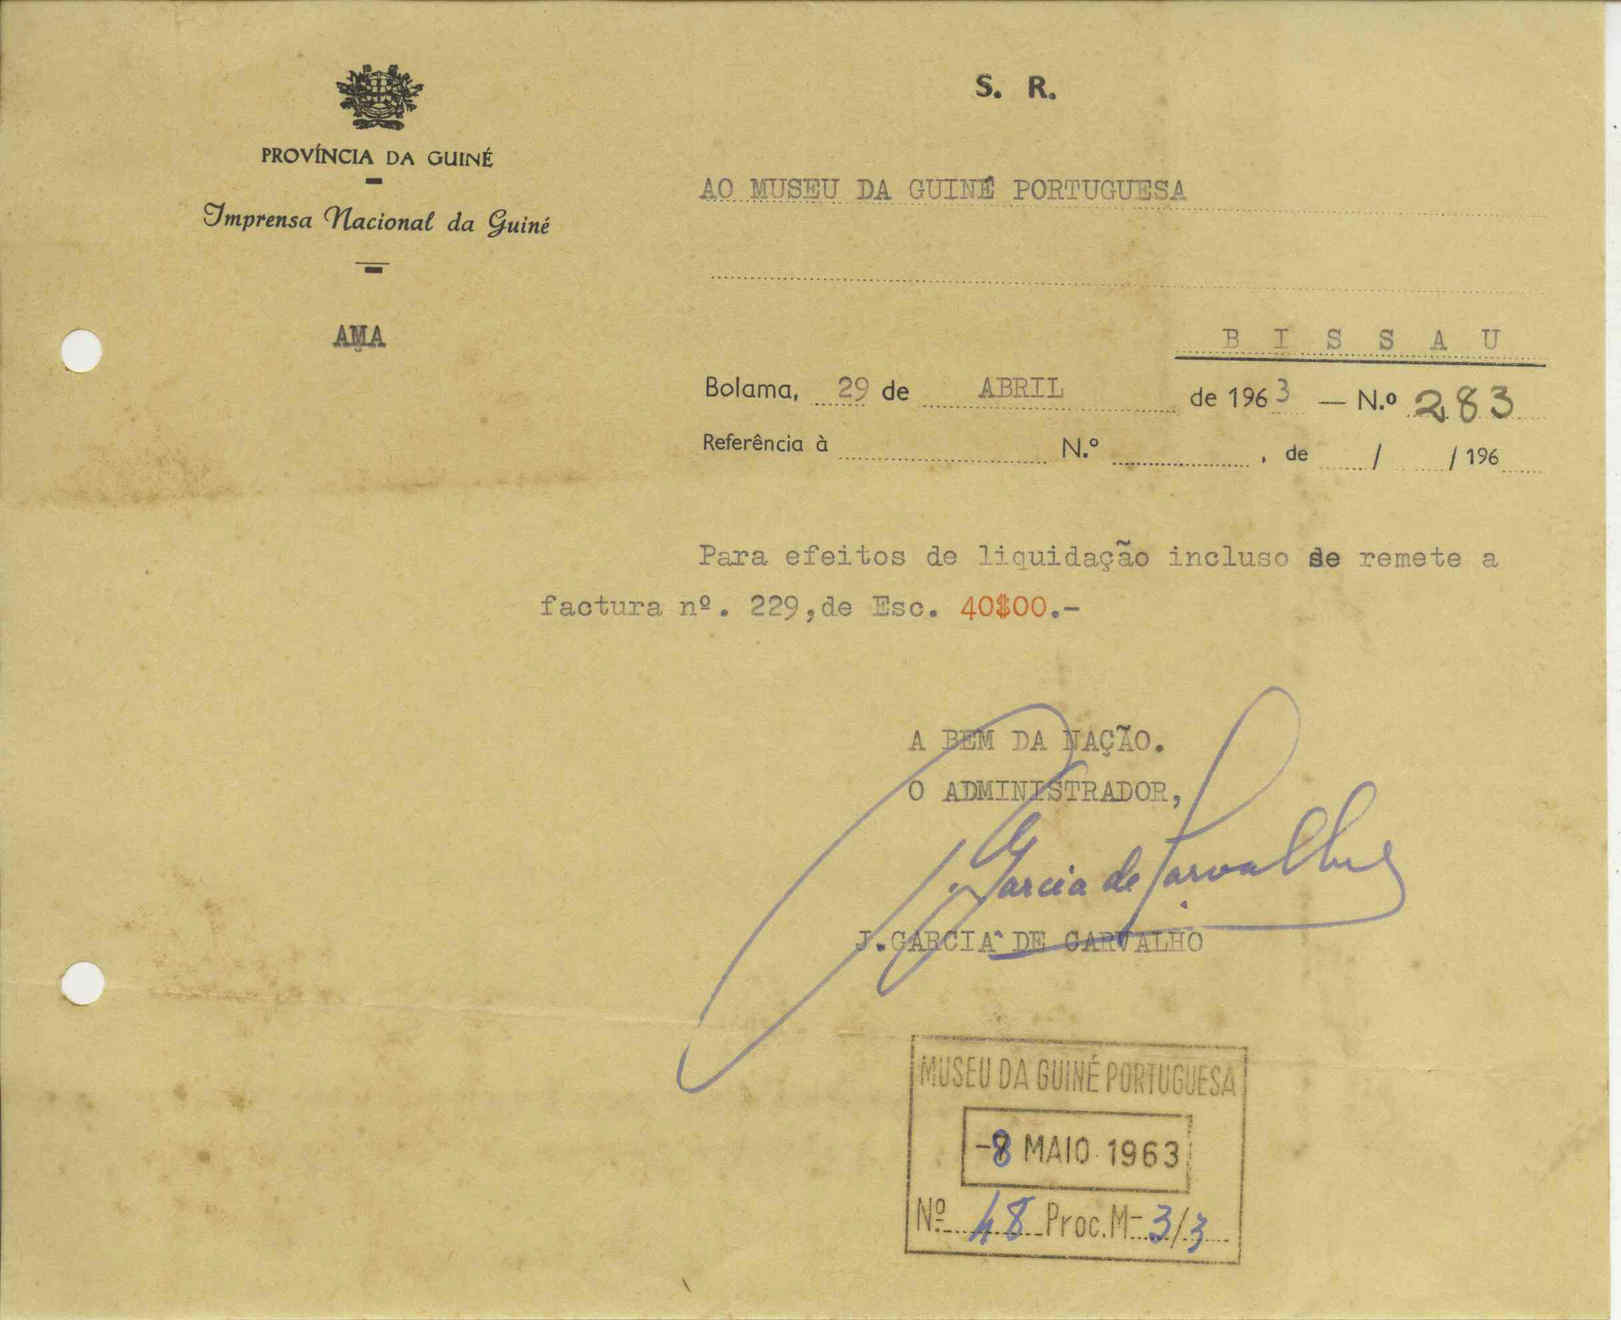 S. R.
PROVÍNCIA DA GUINÉ
Imprensa Nacional da Guiné
AMA
AO MUSEU DA GUINÉ PORTUGUESA
B I S S A U
Bolama, 29 de ABRIL de 1963 — N.º 283
Referência à N.º , de / / 196
Para efeitos de liquidação incluso se remete a
factura nº. 229,de Esc. 40$00.-
A BEM DA NAÇÃO.
O ADMINISTRADOR,
J. Garcia de Carvalho
J.GARCIA DE CARVALHO
MUSEU DA GUINÉ PORTUGUESA
-8 MAIO 1963
Nº 48 Proc. M- 3/3